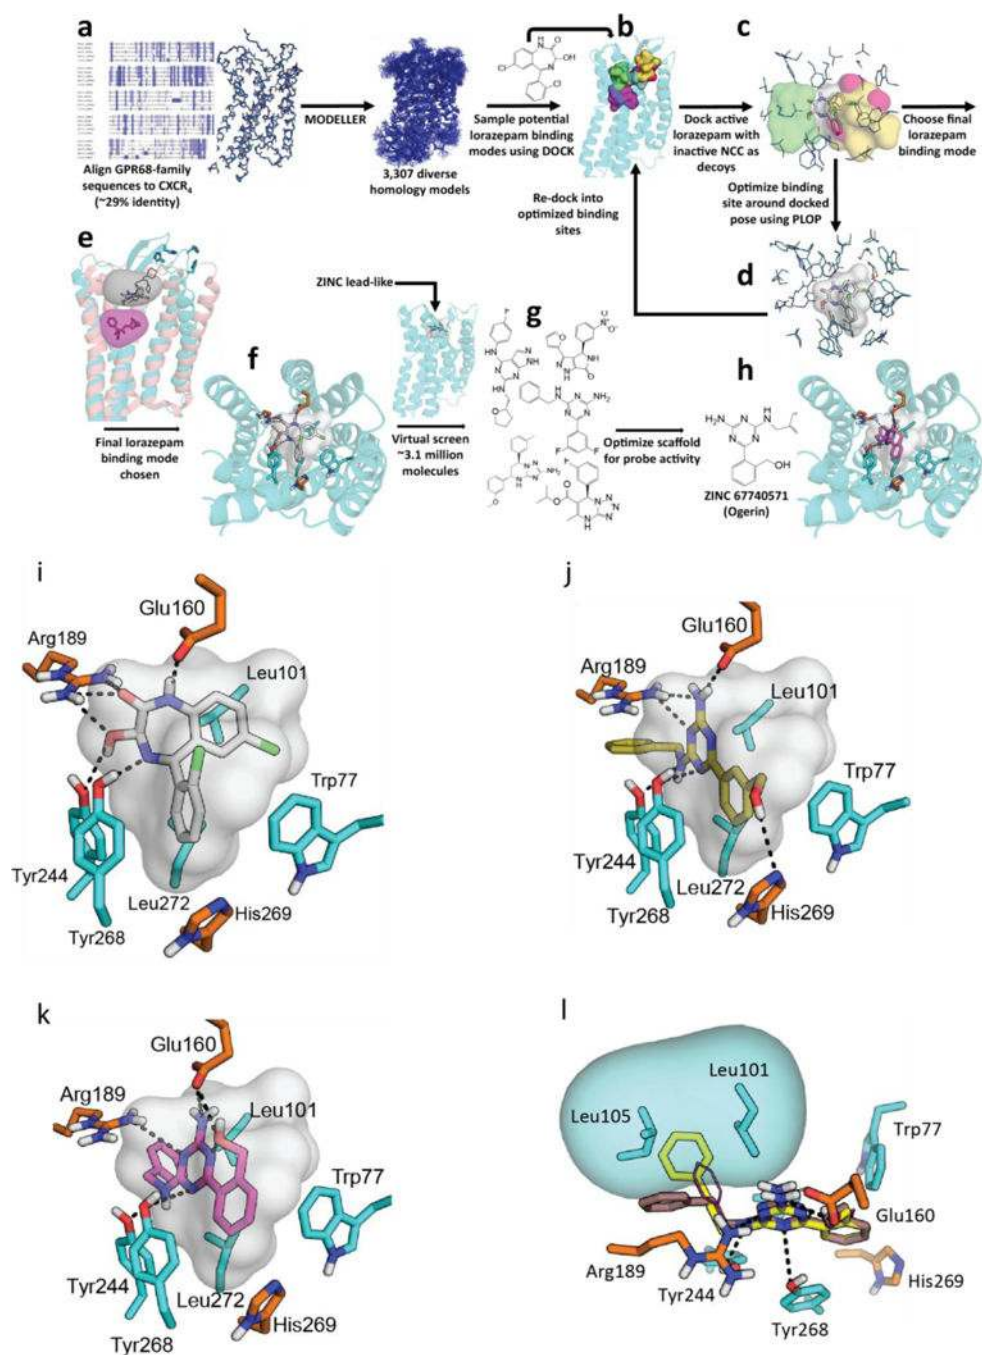 a
Align GPR68-family
sequences to CXCR4
(~29% identity)
MODELLER
3,307 diverse
homology models
Cl
N
O
OH
Cl
Sample potential
lorazepam binding
modes using DOCK
b
Dock active
lorazepam with
inactive NCC as
decoys
c
Choose final
lorazepam
binding mode
Optimize binding
site around docked
pose using PLOP
Re-dock into
optimized binding
sites
d
e
Final lorazepam
binding mode
chosen
f
ZINC lead-like
Virtual screen
~3.1 million
molecules
g
Optimize scaffold
for probe activity
h
ZINC 67740571
(Ogerin)
i
Glu160
Arg189
Leu101
Trp77
Tyr244
Leu272
His269
Tyr268
j
Glu160
Arg189
Leu101
Trp77
Tyr244
Leu272
His269
Tyr268
k
Glu160
Arg189
Leu101
Trp77
Tyr244
Leu272
His269
Tyr268
l
Leu101
Leu105
Trp77
Glu160
Arg189
Tyr244
His269
Tyr268